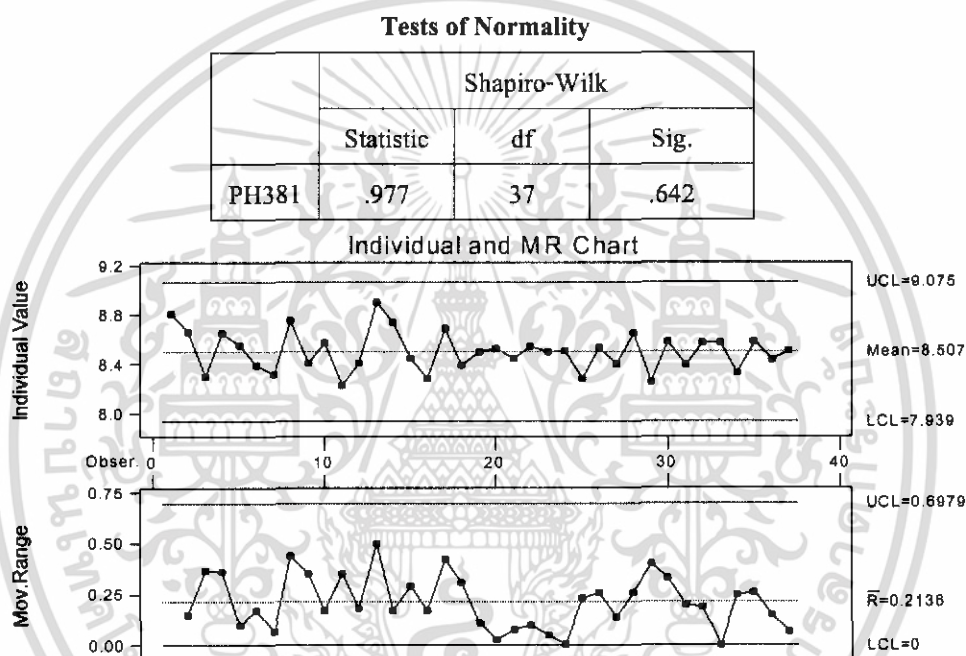 Tests of Normality
Shapiro-Wilk
Statistic df Sig.
PH381 .977 37 .642
Individual and MR Chart
Individual Value
9.2
8.8
8.4
8.0
UCL=9.075
Mean=8.507
LCL=7.939
Obser. 0 10 20 30 40
Mov.Range
0.75
0.50
0.25
0.00
UCL=0.6979
R̄=0.2136
LCL=0